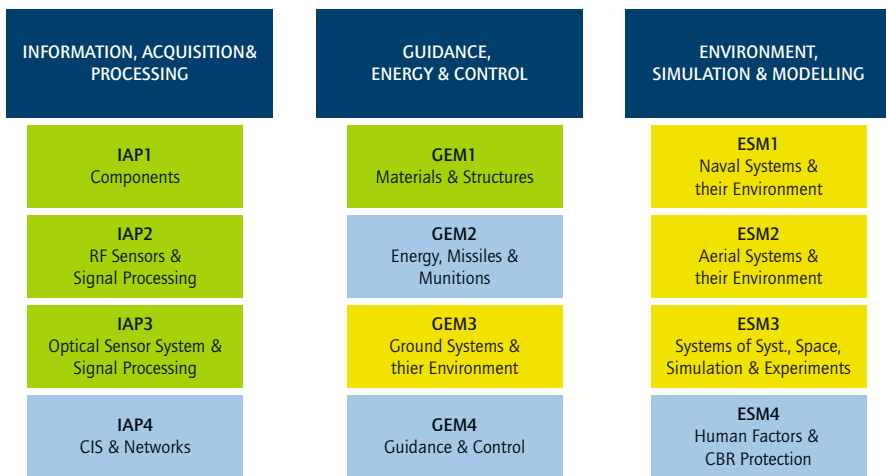 INFORMATION, ACQUISITION&
PROCESSING
IAP1
Components
IAP2
RF Sensors &
Signal Processing
IAP3
Optical Sensor System &
Signal Processing
IAP4
CIS & Networks
GUIDANCE,
ENERGY & CONTROL
GEM1
Materials & Structures
GEM2
Energy, Missiles &
Munitions
GEM3
Ground Systems &
thier Environment
GEM4
Guidance & Control
ENVIRONMENT,
SIMULATION & MODELLING
ESM1
Naval Systems &
their Environment
ESM2
Aerial Systems &
their Environment
ESM3
Systems of Syst., Space,
Simulation & Experiments
ESM4
Human Factors &
CBR Protection